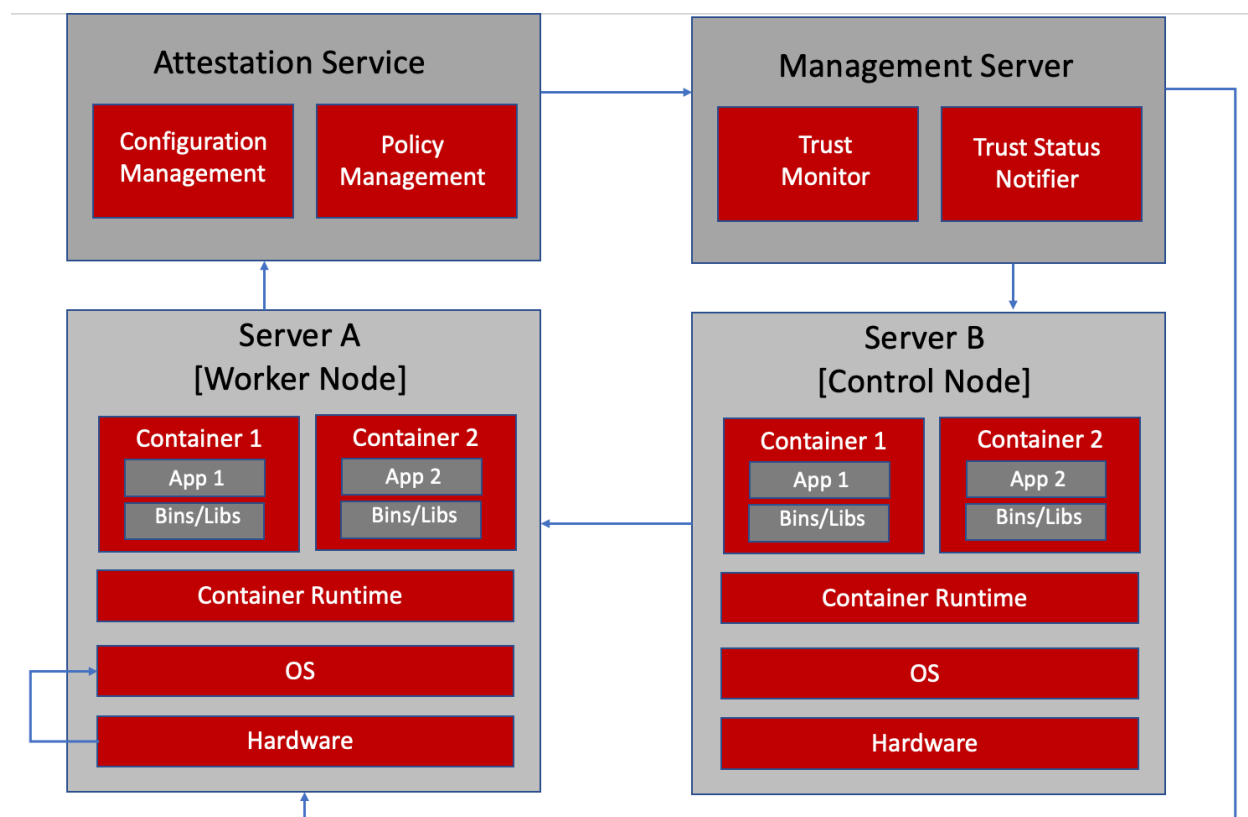 Attestation Service
Configuration
Management
Policy
Management
Management Server
Trust
Monitor
Trust Status
Notifier
Server A
[Worker Node]
Container 1
App 1
Bins/Libs
Container 2
App 2
Bins/Libs
Container Runtime
OS
Hardware
Server B
[Control Node]
Container 1
App 1
Bins/Libs
Container 2
App 2
Bins/Libs
Container Runtime
OS
Hardware